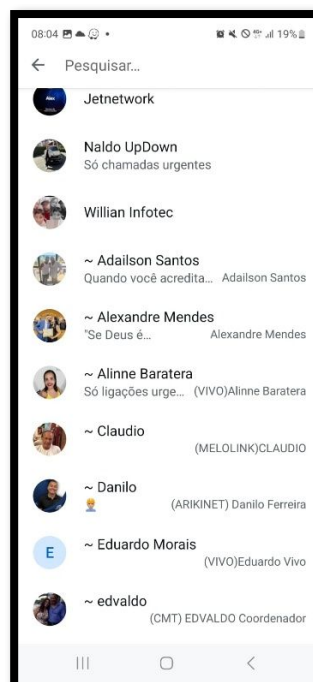 08:04 19%
Pesquisar...
Jetnetwork
Naldo UpDown
Só chamadas urgentes
Willian Infotec
~ Adailson Santos
Quando você acredita... Adailson Santos
~ Alexandre Mendes
"Se Deus é... Alexandre Mendes
~ Alinne Baratera
Só ligações urge... (VIVO)Alinne Baratera
~ Claudio
(MELOLINK)CLAUDIO
~ Danilo
(ARIKINET) Danilo Ferreira
E
~ Eduardo Morais
(VIVO)Eduardo Vivo
~ edvaldo
(CMT) EDVALDO Coordenador